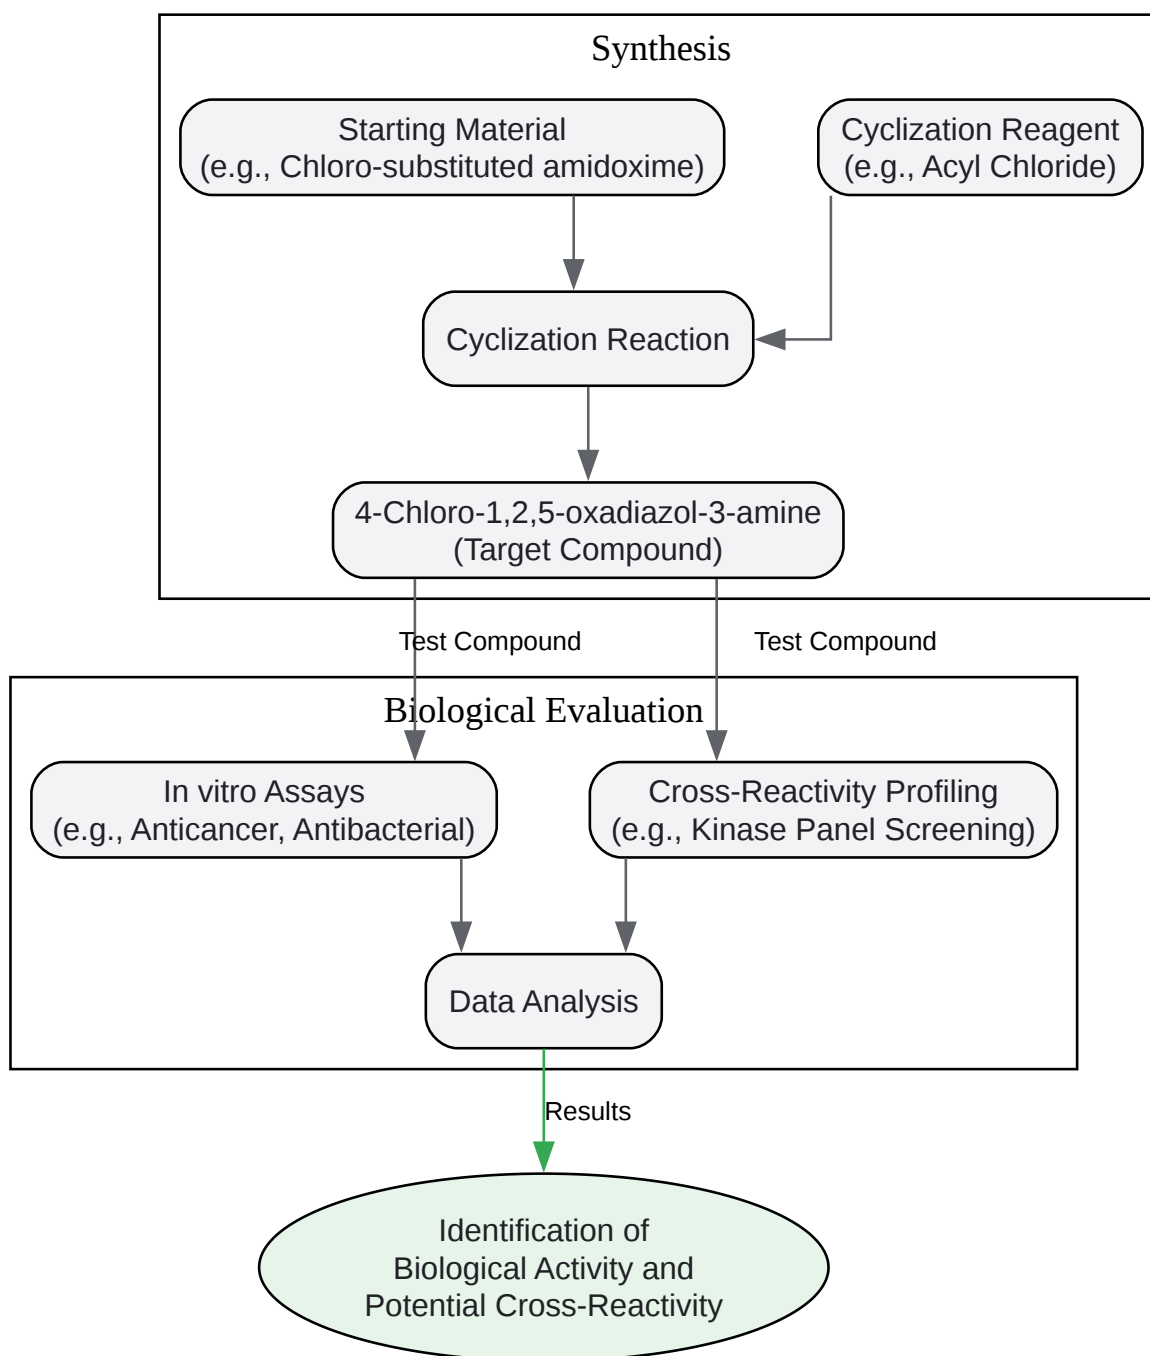 Synthesis
Starting Material
(e.g., Chloro-substituted amidoxime)
Cyclization Reagent
(e.g., Acyl Chloride)
Cyclization Reaction
4-Chloro-1,2,5-oxadiazol-3-amine
(Target Compound)
Test Compound
Test Compound
Biological Evaluation
In vitro Assays
(e.g., Anticancer, Antibacterial)
Cross-Reactivity Profiling
(e.g., Kinase Panel Screening)
Data Analysis
Results
Identification of
Biological Activity and
Potential Cross-Reactivity